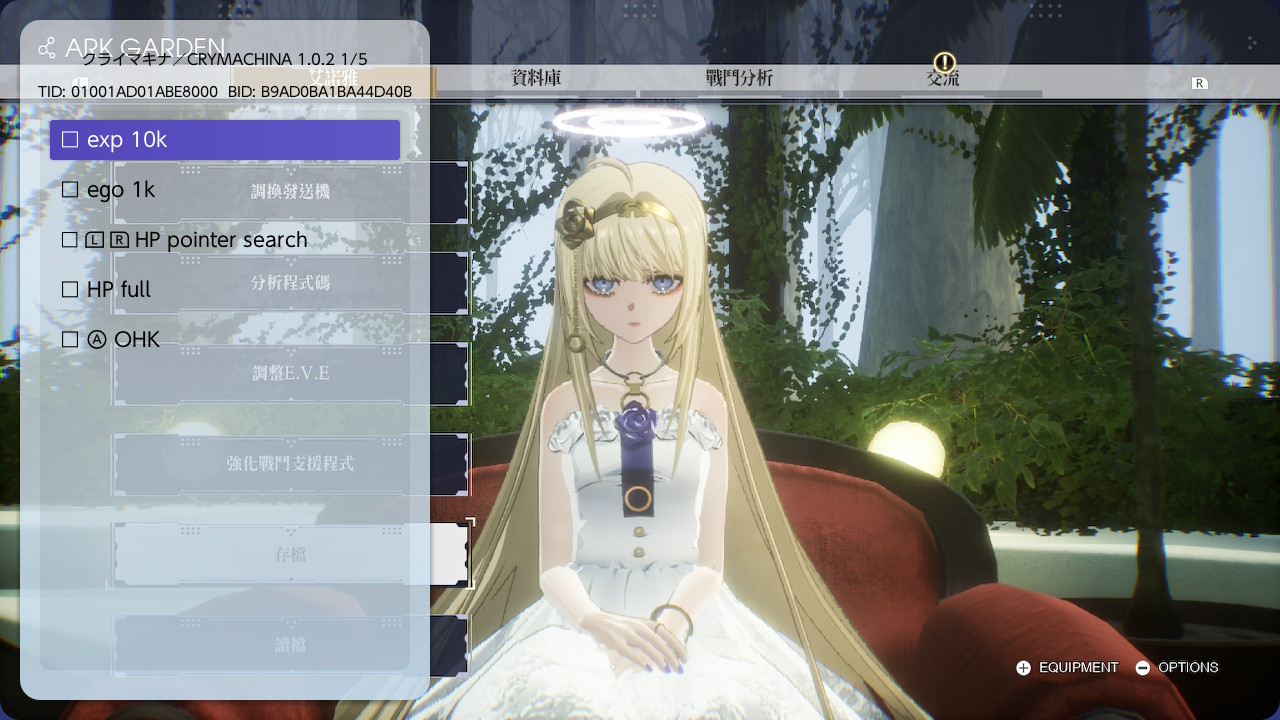 ARK GARDEN
クライマキナ／CRYMACHINA 1.0.2 1/5
艾諾雅 資料庫 戰鬥分析 交流 R
TID: 01001AD01ABE8000 BID: B9AD0BA1BA44D40B
exp 10k
調換發送機
ego 1k
L R HP pointer search
分析程式碼
HP full
A OHK
調整E.V.E
強化戰鬥支援程式
存檔
讀檔
EQUIPMENT OPTIONS